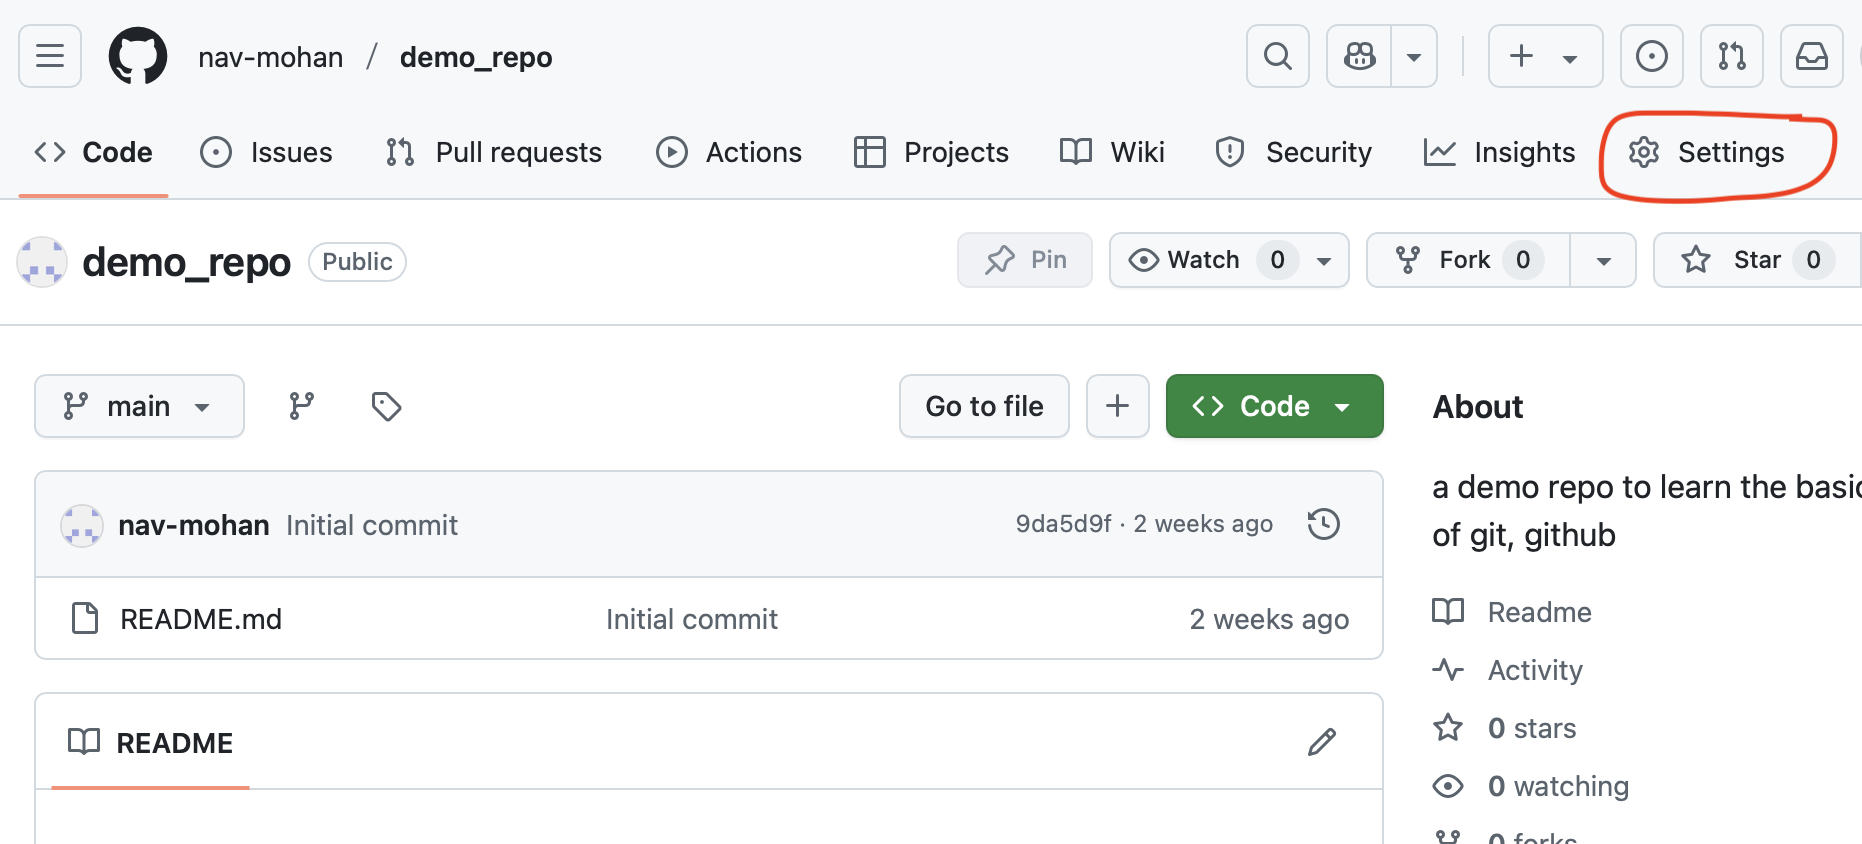 nav-mohan / demo_repo
Code Issues Pull requests Actions Projects Wiki Security Insights Settings
demo_repo Public Pin Watch 0 Fork 0 Star 0
main Go to file Code About
a demo repo to learn the basic
of git, github
nav-mohan Initial commit 9da5d9f · 2 weeks ago
README.md Initial commit 2 weeks ago
Readme
Activity
0 stars
0 watching
0 forks
README